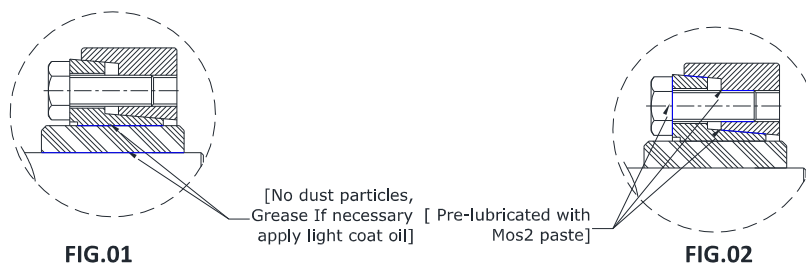 [No dust particles,
Grease If necessary
apply light coat oil]
[ Pre-lubricated with
Mos2 paste]
FIG.01
FIG.02